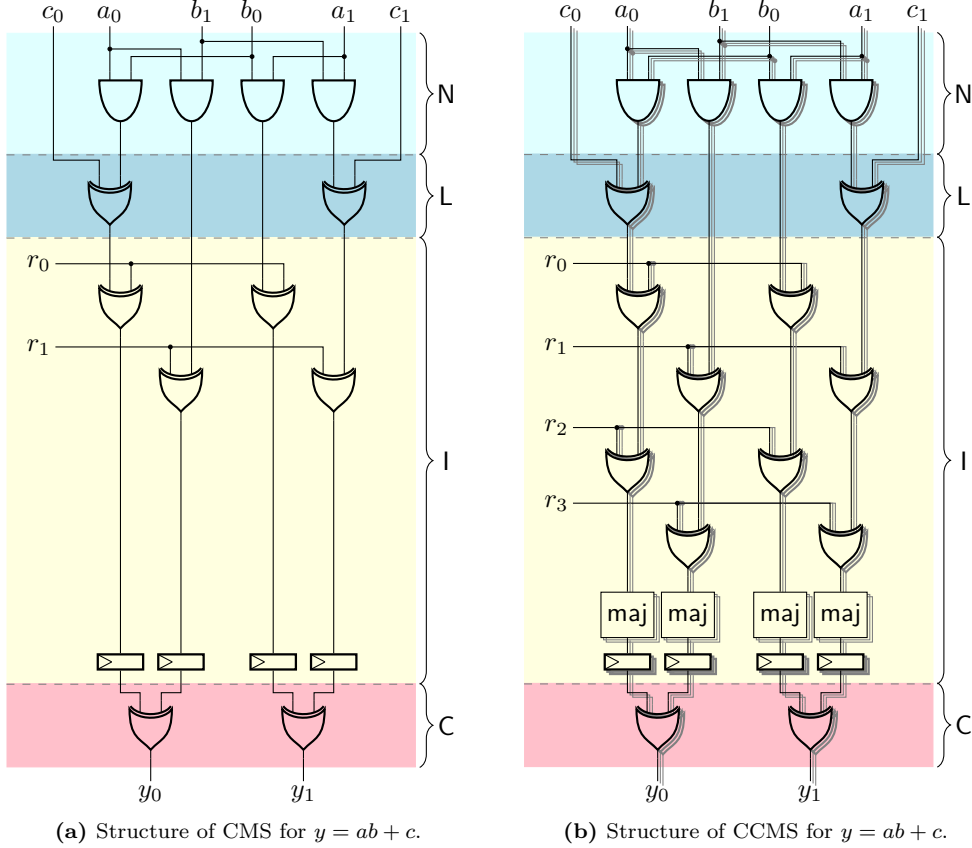 c₀ a₀ b₁ b₀ a₁ c₁
N
L
r₀
r₁
I
C
y₀ y₁
(a) Structure of CMS for y = ab + c.
c₀ a₀ b₁ b₀ a₁ c₁
N
L
r₀
r₁
r₂
I
r₃
maj maj maj maj
C
y₀ y₁
(b) Structure of CCMS for y = ab + c.